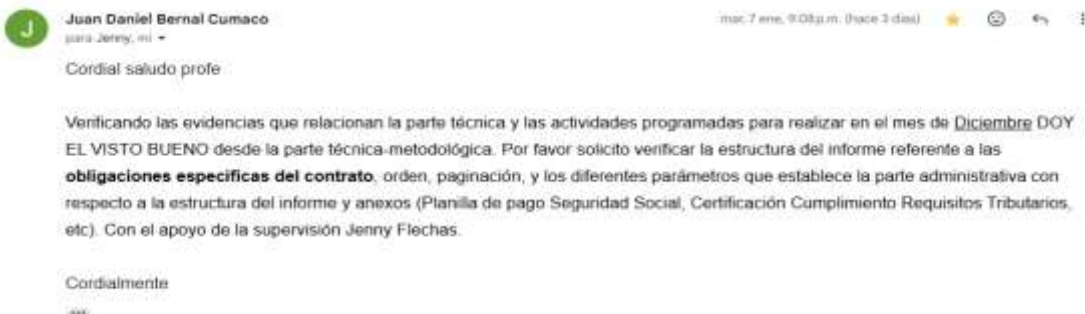 J
Juan Daniel Bernal Cumaco
mar, 7 ene, 9:08 p.m. (hace 3 días)
para Jenny, mí
Cordial saludo profe
Verificando las evidencias que relacionan la parte técnica y las actividades programadas para realizar en el mes de Diciembre DOY
EL VISTO BUENO desde la parte técnica-metodológica. Por favor solicito verificar la estructura del informe referente a las
obligaciones especificas del contrato, orden, paginación, y los diferentes parámetros que establece la parte administrativa con
respecto a la estructura del informe y anexos (Planilla de pago Seguridad Social, Certificación Cumplimiento Requisitos Tributarios,
etc). Con el apoyo de la supervisión Jenny Flechas.
Cordialmente